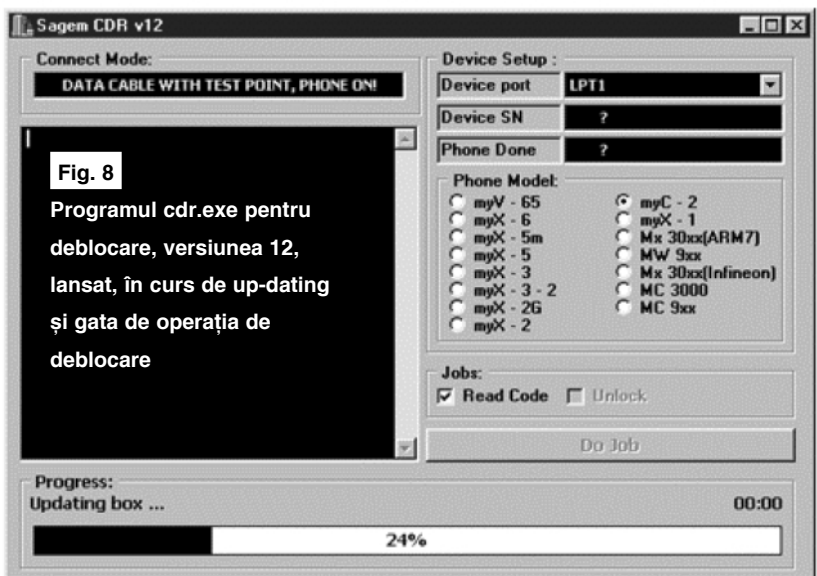 Sagem CDR v12
Connect Mode:
DATA CABLE WITH TEST POINT, PHONE ON!
Fig. 8
Programul cdr.exe pentru
deblocare, versiunea 12,
lansat, în curs de up-dating
și gata de operația de
deblocare
Device Setup :
Device port LPT1
Device SN ?
Phone Done ?
Phone Model:
myV - 65
myX - 6
myX - 5m
myX - 5
myX - 3
myX - 3 - 2
myX - 2G
myX - 2
myC - 2
myX - 1
Mx 30xx(ARM7)
MW 9xx
Mx 30xx(Infineon)
MC 3000
MC 9xx
Jobs:
Read Code Unlock
Do Job
Progress:
Updating box ... 00:00
24%